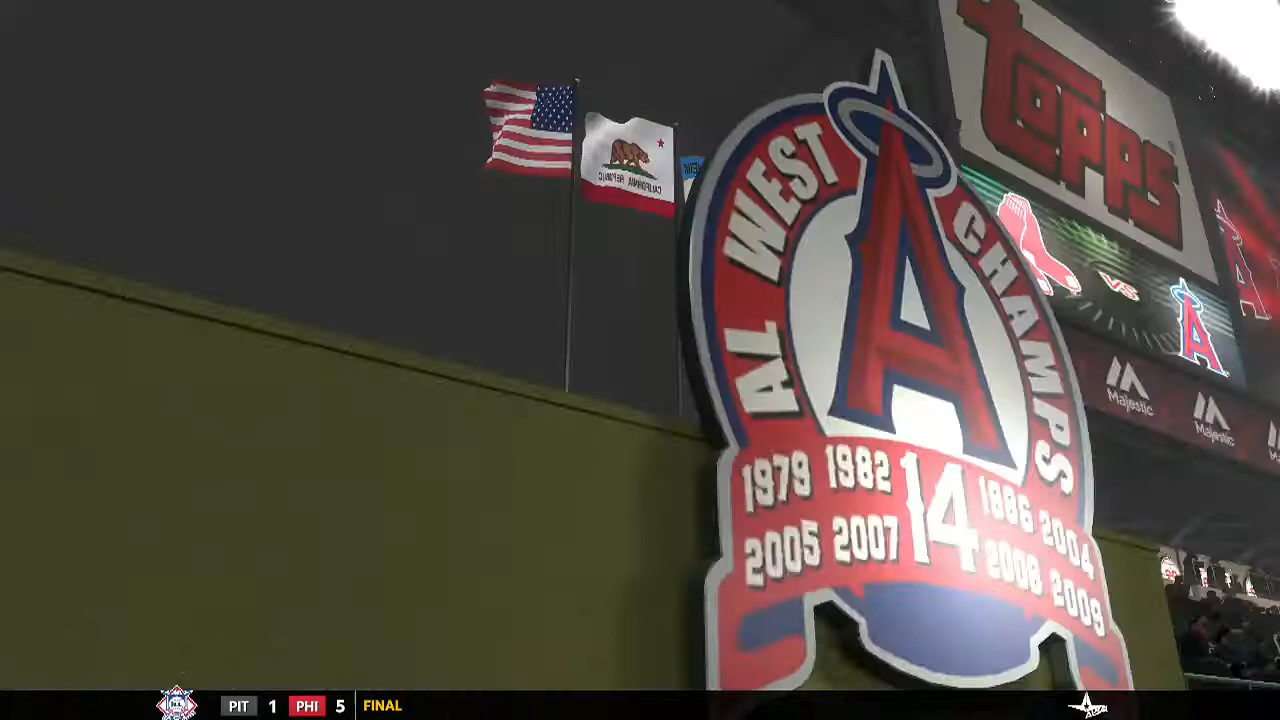 Topps
CALIFORNIA REPUBLIC
AL WEST CHAMPS
A
VS
A
A
Majestic
Majestic
1979 1982 14 1986 2004
2005 2007 2008 2009
PIT 1 PHI 5 FINAL